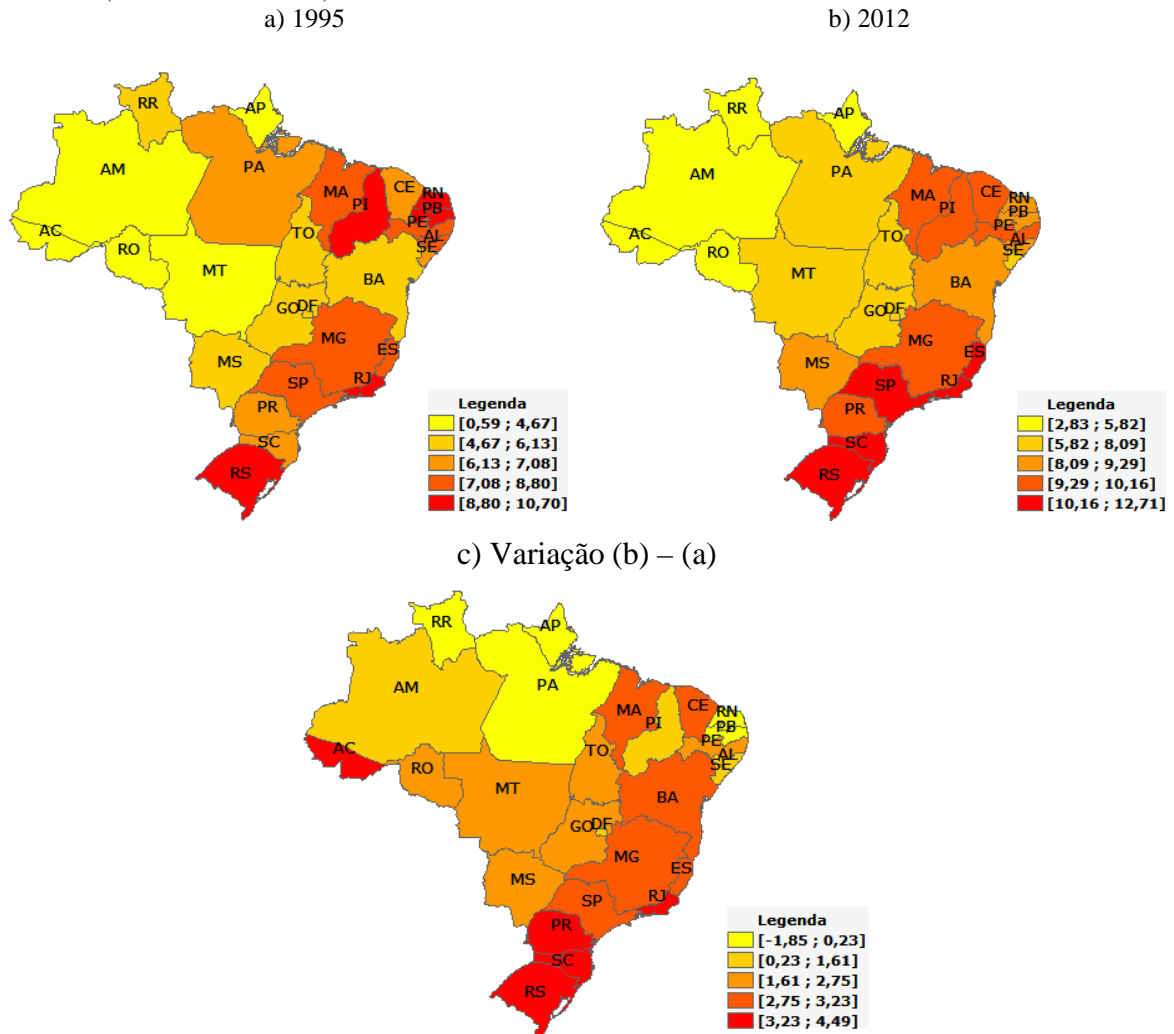 a) 1995
b) 2012
RR
AP
AM
PA
MA
CE
RN
PB
PI
PE
AL
SE
AC
RO
TO
MT
BA
GO
DF
MG
ES
MS
SP
RJ
PR
SC
RS
Legenda
[0,59 ; 4,67]
[4,67 ; 6,13]
[6,13 ; 7,08]
[7,08 ; 8,80]
[8,80 ; 10,70]
RR
AP
AM
PA
MA
CE
RN
PB
PI
PE
AL
SE
AC
RO
TO
MT
BA
GO
DF
MG
ES
MS
SP
RJ
PR
SC
RS
Legenda
[2,83 ; 5,82]
[5,82 ; 8,09]
[8,09 ; 9,29]
[9,29 ; 10,16]
[10,16 ; 12,71]
c) Variação (b) – (a)
RR
AP
AM
PA
MA
CE
RN
PB
PI
PE
AL
SE
AC
RO
TO
MT
BA
GO
DF
MG
ES
MS
SP
RJ
PR
SC
RS
Legenda
[-1,85 ; 0,23]
[0,23 ; 1,61]
[1,61 ; 2,75]
[2,75 ; 3,23]
[3,23 ; 4,49]